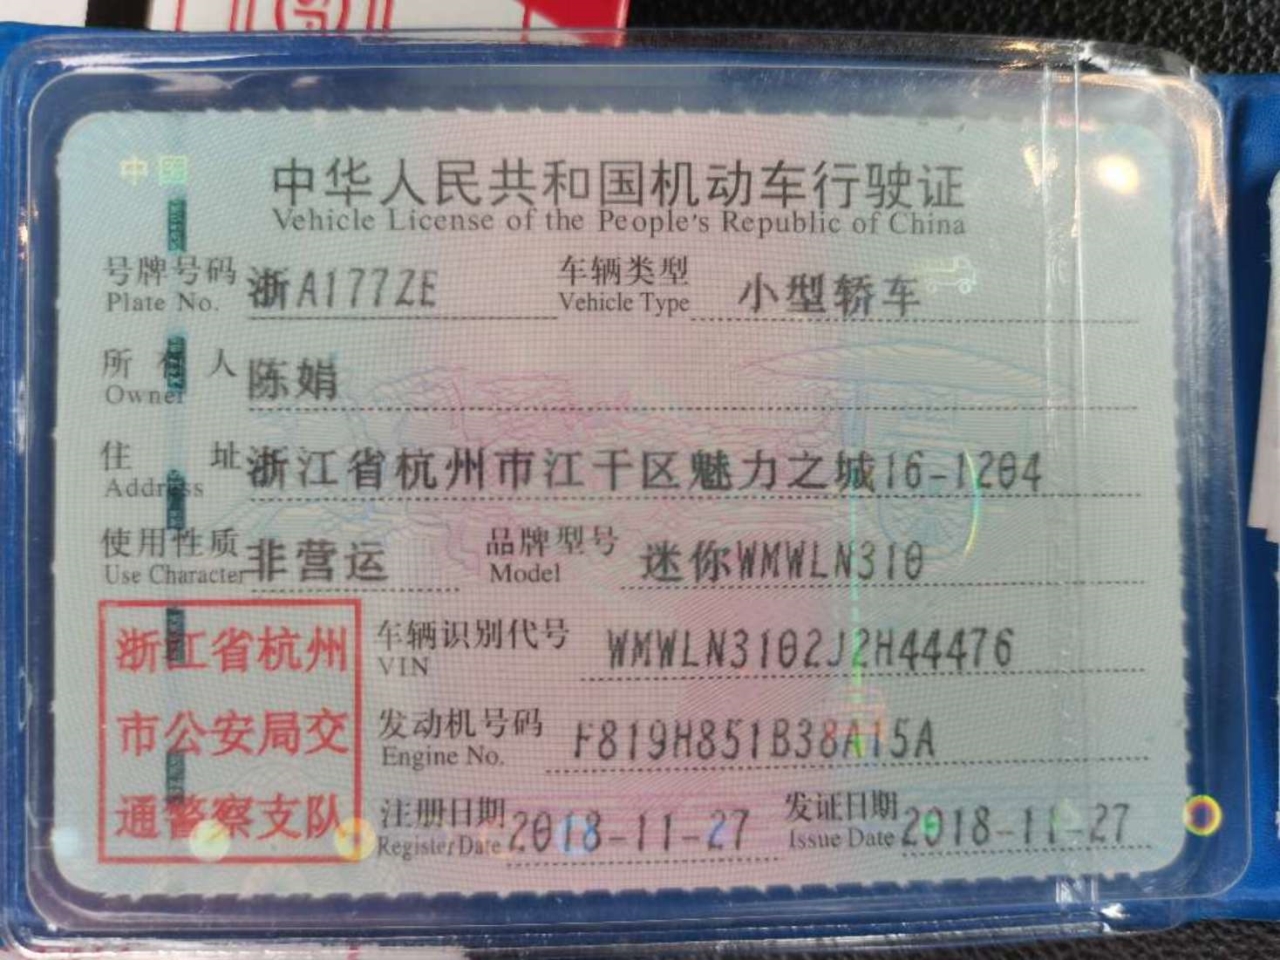 中国
中华人民共和国机动车行驶证
Vehicle License of the People's Republic of China
号牌号码 浙A177ZE 车辆类型 小型轿车
Plate No. Vehicle Type
所有人 陈娟
Owner
住址 浙江省杭州市江干区魅力之城16-1204
Address
使用性质 非营运 品牌型号 迷你WMWLN310
Use Character Model
浙江省杭州 车辆识别代号 WMWLN3102J2H44476
VIN
市公安局交 发动机号码 F819H851B38A15A
Engine No.
通警察支队 注册日期 2018-11-27 发证日期 2018-11-27
Register Date Issue Date